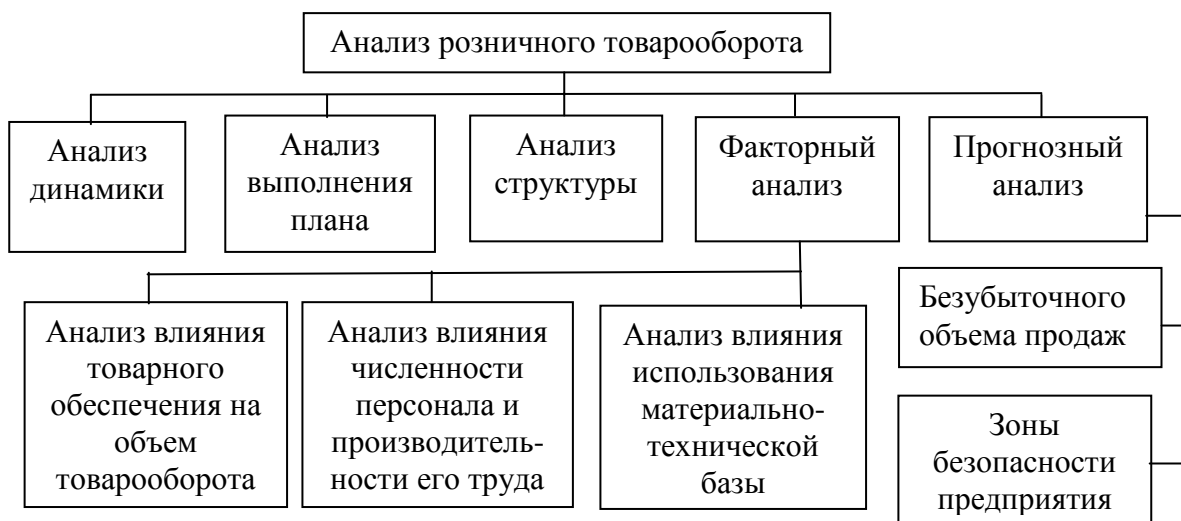 Анализ розничного товарооборота
Анализ
динамики
Анализ
выполнения
плана
Анализ
структуры
Факторный
анализ
Прогнозный
анализ
Анализ влияния
товарного
обеспечения на
объем
товарооборота
Анализ влияния
численности
персонала и
производитель-
ности его труда
Анализ влияния
использования
материально-
технической
базы
Безубыточного
объема продаж
Зоны
безопасности
предприятия